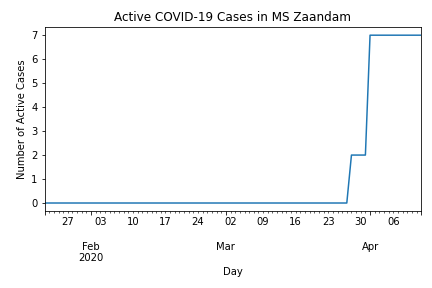 Active COVID-19 Cases in MS Zaandam
Number of Active Cases
7
6
5
4
3
2
1
0
27 03 10 17 24 02 09 16 23 30 06
Feb Mar Apr
2020
Day